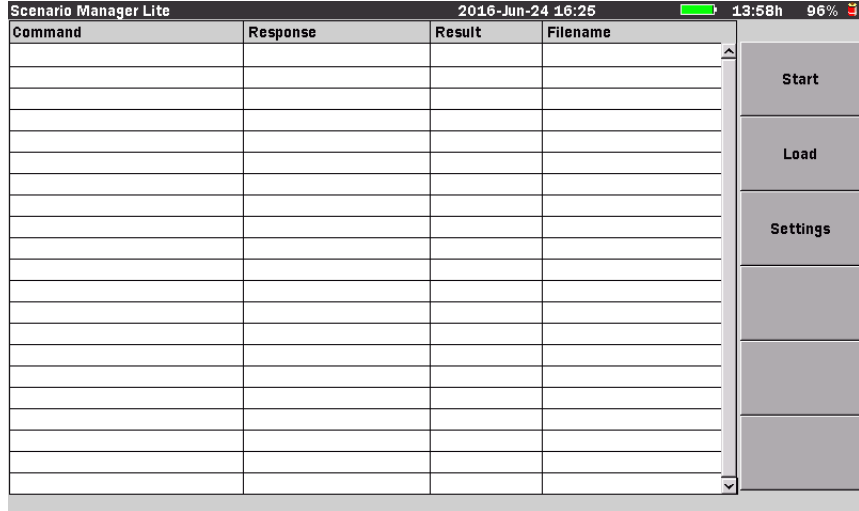 Scenario Manager Lite 2016-Jun-24 16:25 13:58h 96%
Command Response Result Filename
Start
Load
Settings